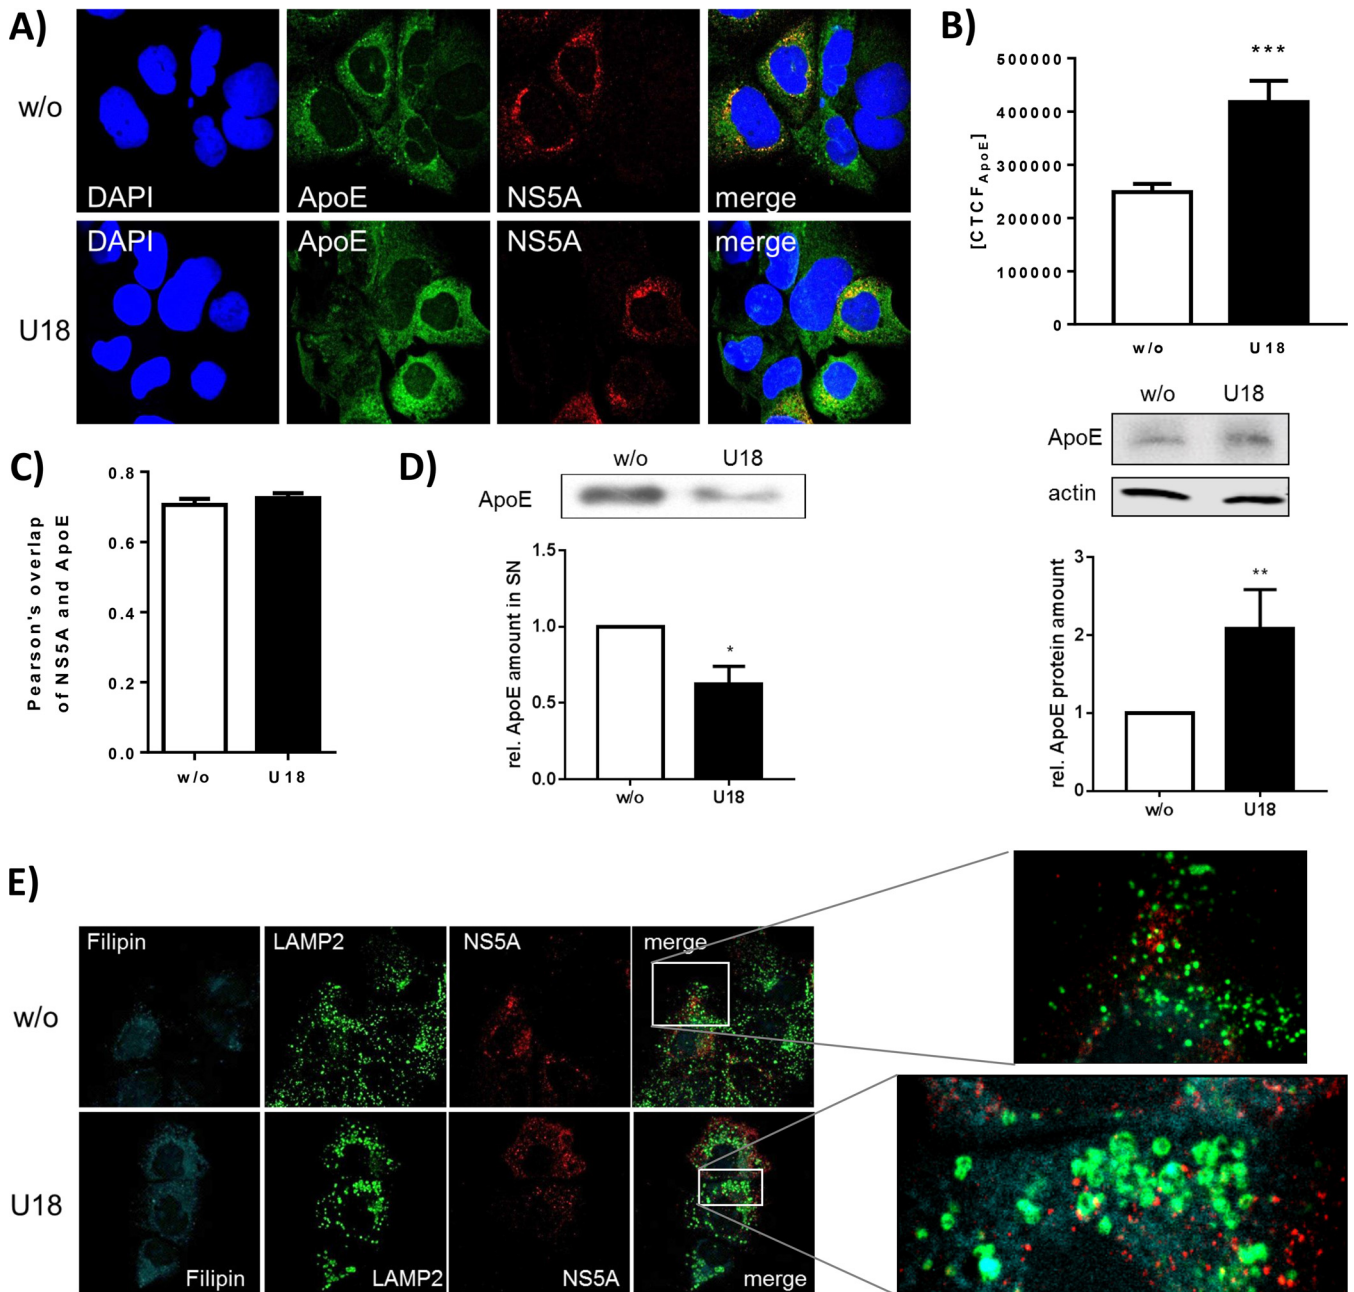 A)
w/o
DAPI
ApoE
NS5A
merge
U18
DAPI
ApoE
NS5A
merge
B)
[CTCF ApoE]
500000
400000
300000
200000
100000
0
***
w/o
U18
w/o
U18
ApoE
actin
rel. ApoE protein amount
3
2
1
0
**
w/o
U18
C)
Pearson's overlap
of NS5A and ApoE
0.8
0.6
0.4
0.2
0.0
w/o
U18
D)
w/o
U18
ApoE
rel. ApoE amount in SN
1.5
1.0
0.5
0.0
*
w/o
U18
E)
w/o
Filipin
LAMP2
NS5A
merge
U18
Filipin
LAMP2
NS5A
merge